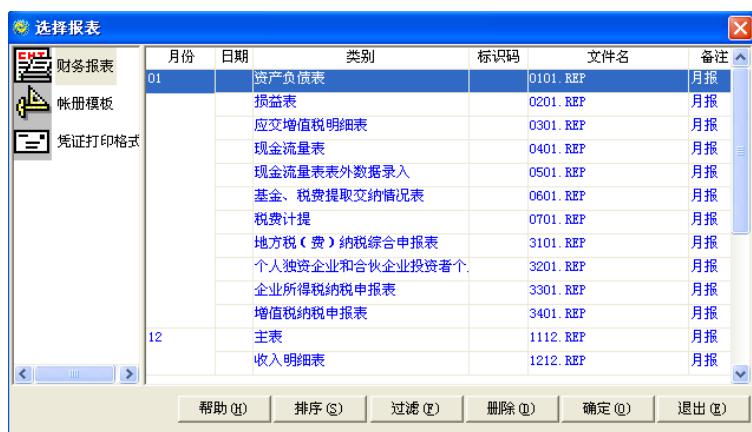 选择报表
财务报表
帐册模板
凭证打印格式
月份 日期 类别 标识码 文件名 备注
01 资产负债表 0101.REP 月报
损益表 0201.REP 月报
应交增值税明细表 0301.REP 月报
现金流量表 0401.REP 月报
现金流量表表外数据录入 0501.REP 月报
基金、税费提取交纳情况表 0601.REP 月报
税费计提 0701.REP 月报
地方税(费)纳税综合申报表 3101.REP 月报
个人独资企业和合伙企业投资者个. 3201.REP 月报
企业所得税纳税申报表 3301.REP 月报
增值税纳税申报表 3401.REP 月报
12 主表 1112.REP 月报
收入明细表 1212.REP 月报
帮助(H) 排序(S) 过滤(F) 删除(D) 确定(O) 退出(E)